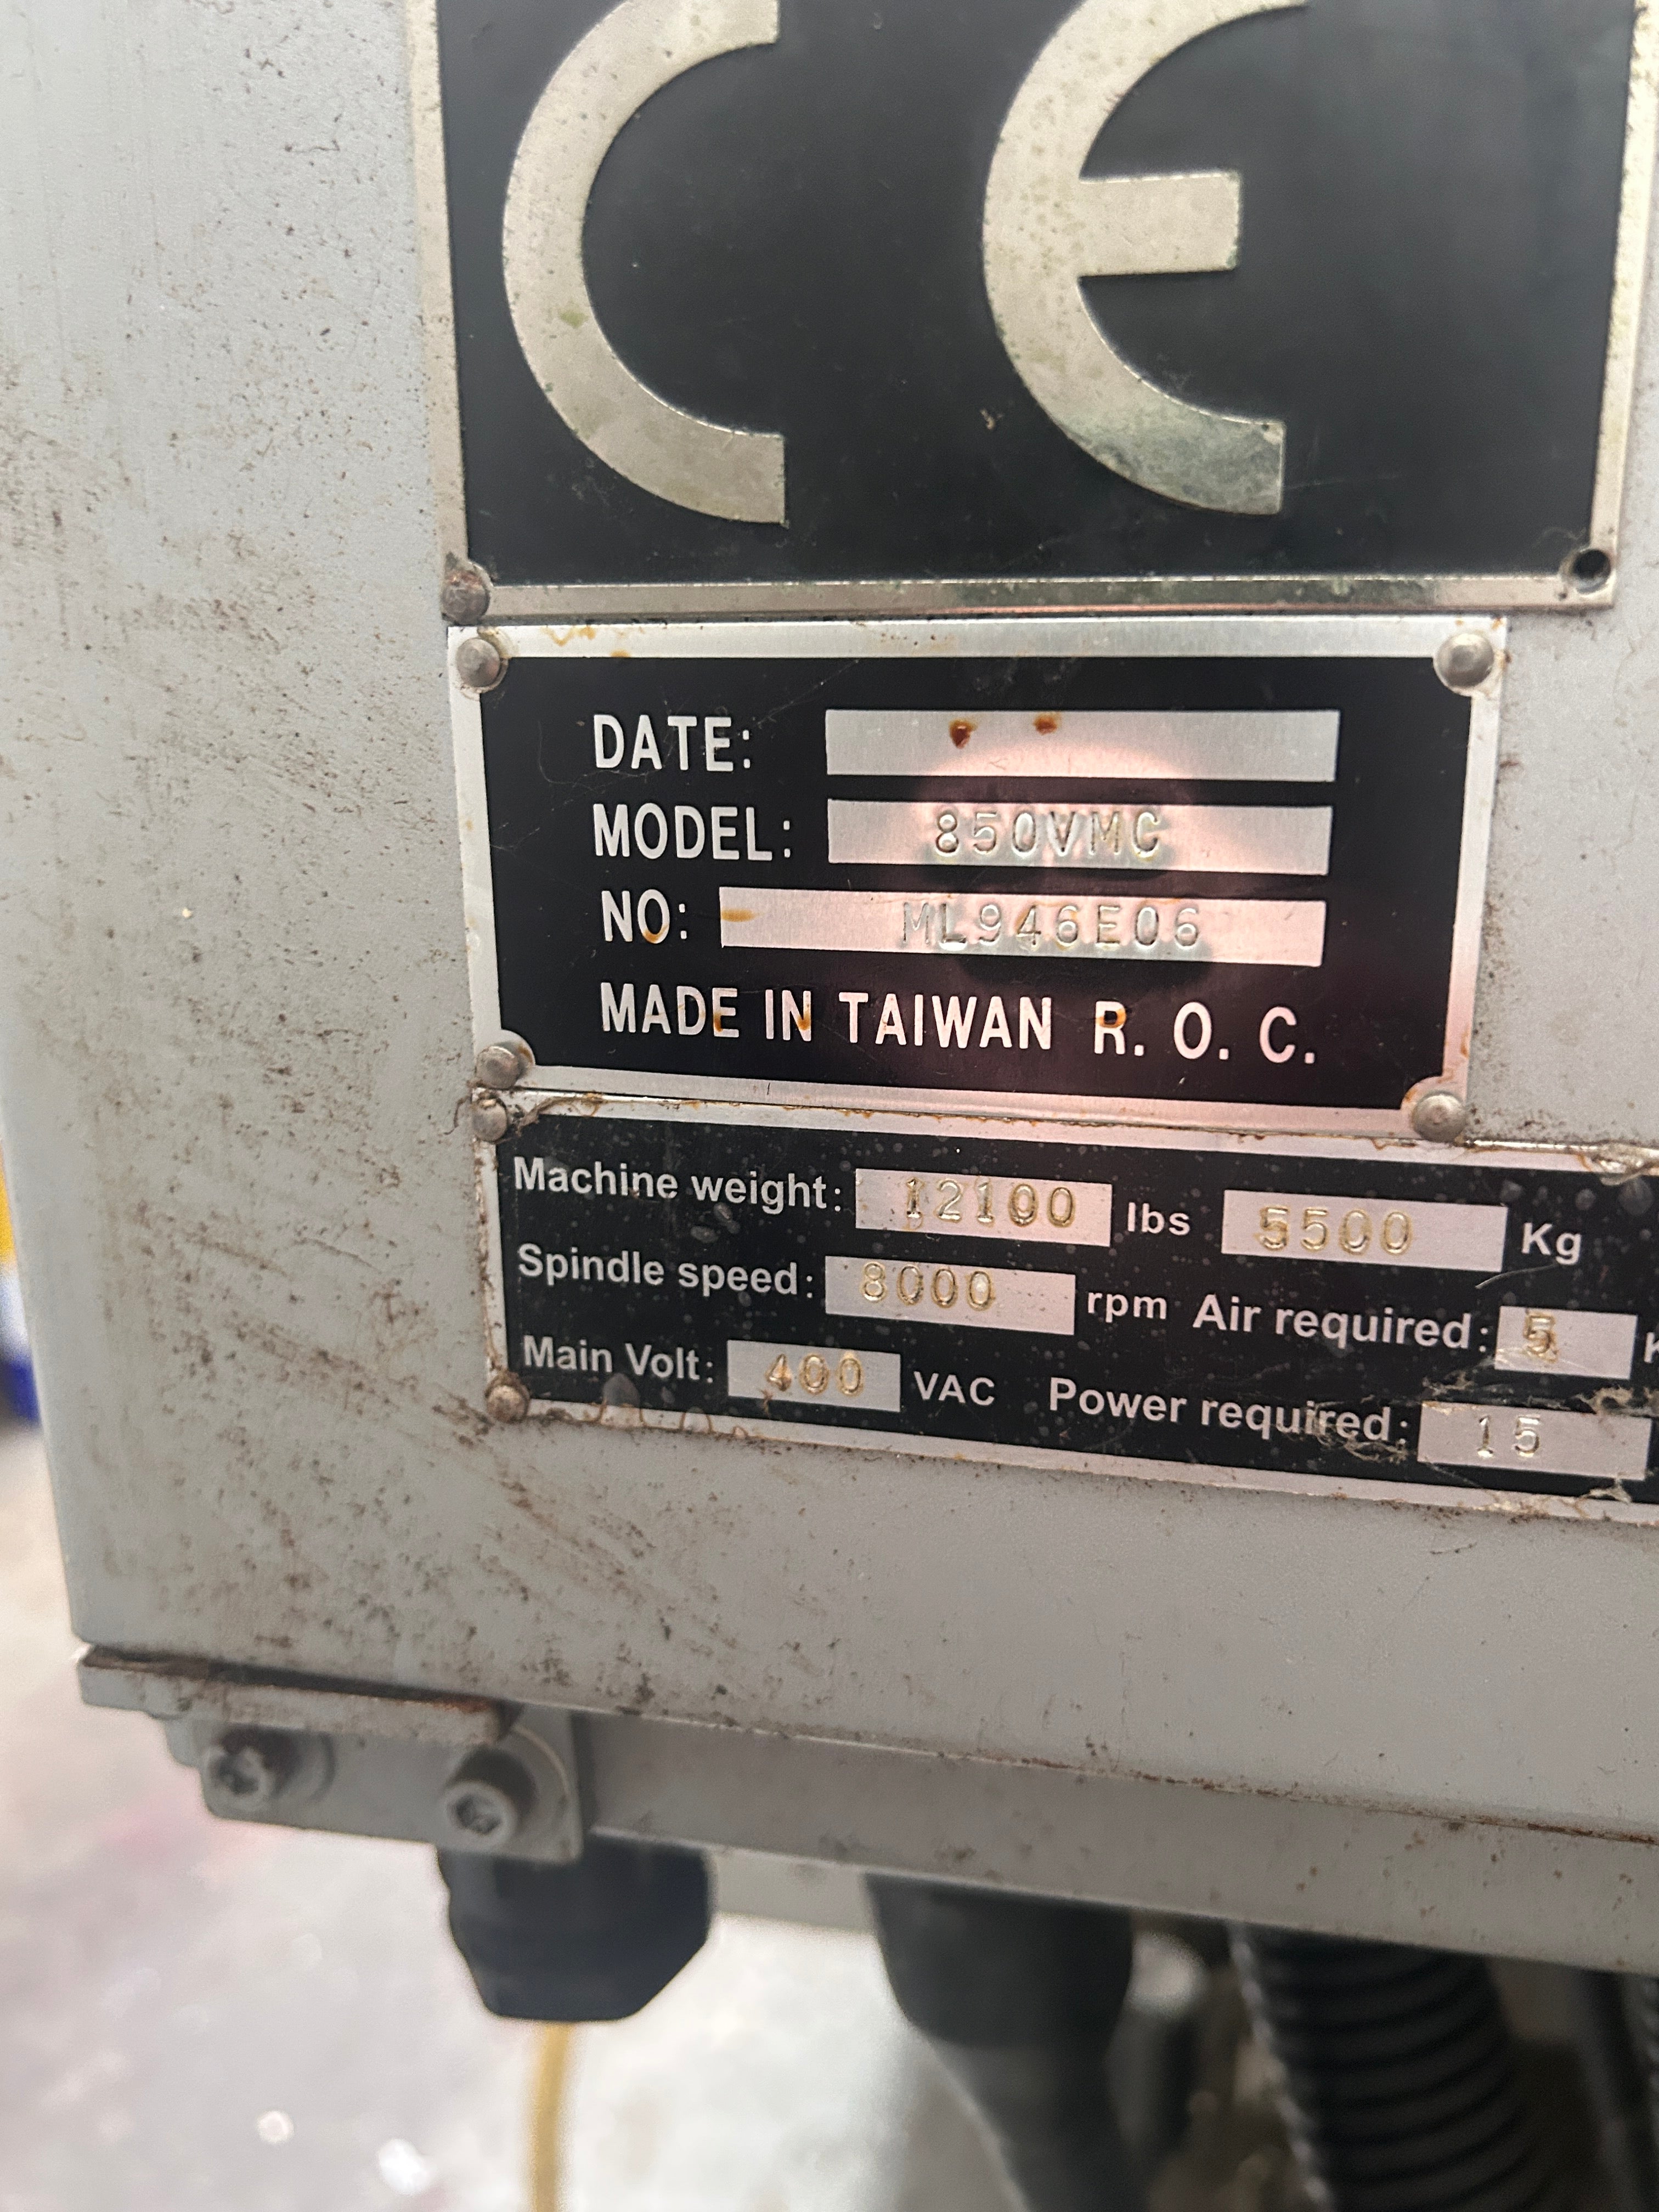 CE
DATE:
MODEL: 850VMC
NO: ML946E06
MADE IN TAIWAN R. O. C.
Machine weight: 12100 lbs 5500 Kg
Spindle speed: 8000 rpm Air required: 5
Main Volt: 400 VAC Power required: 15